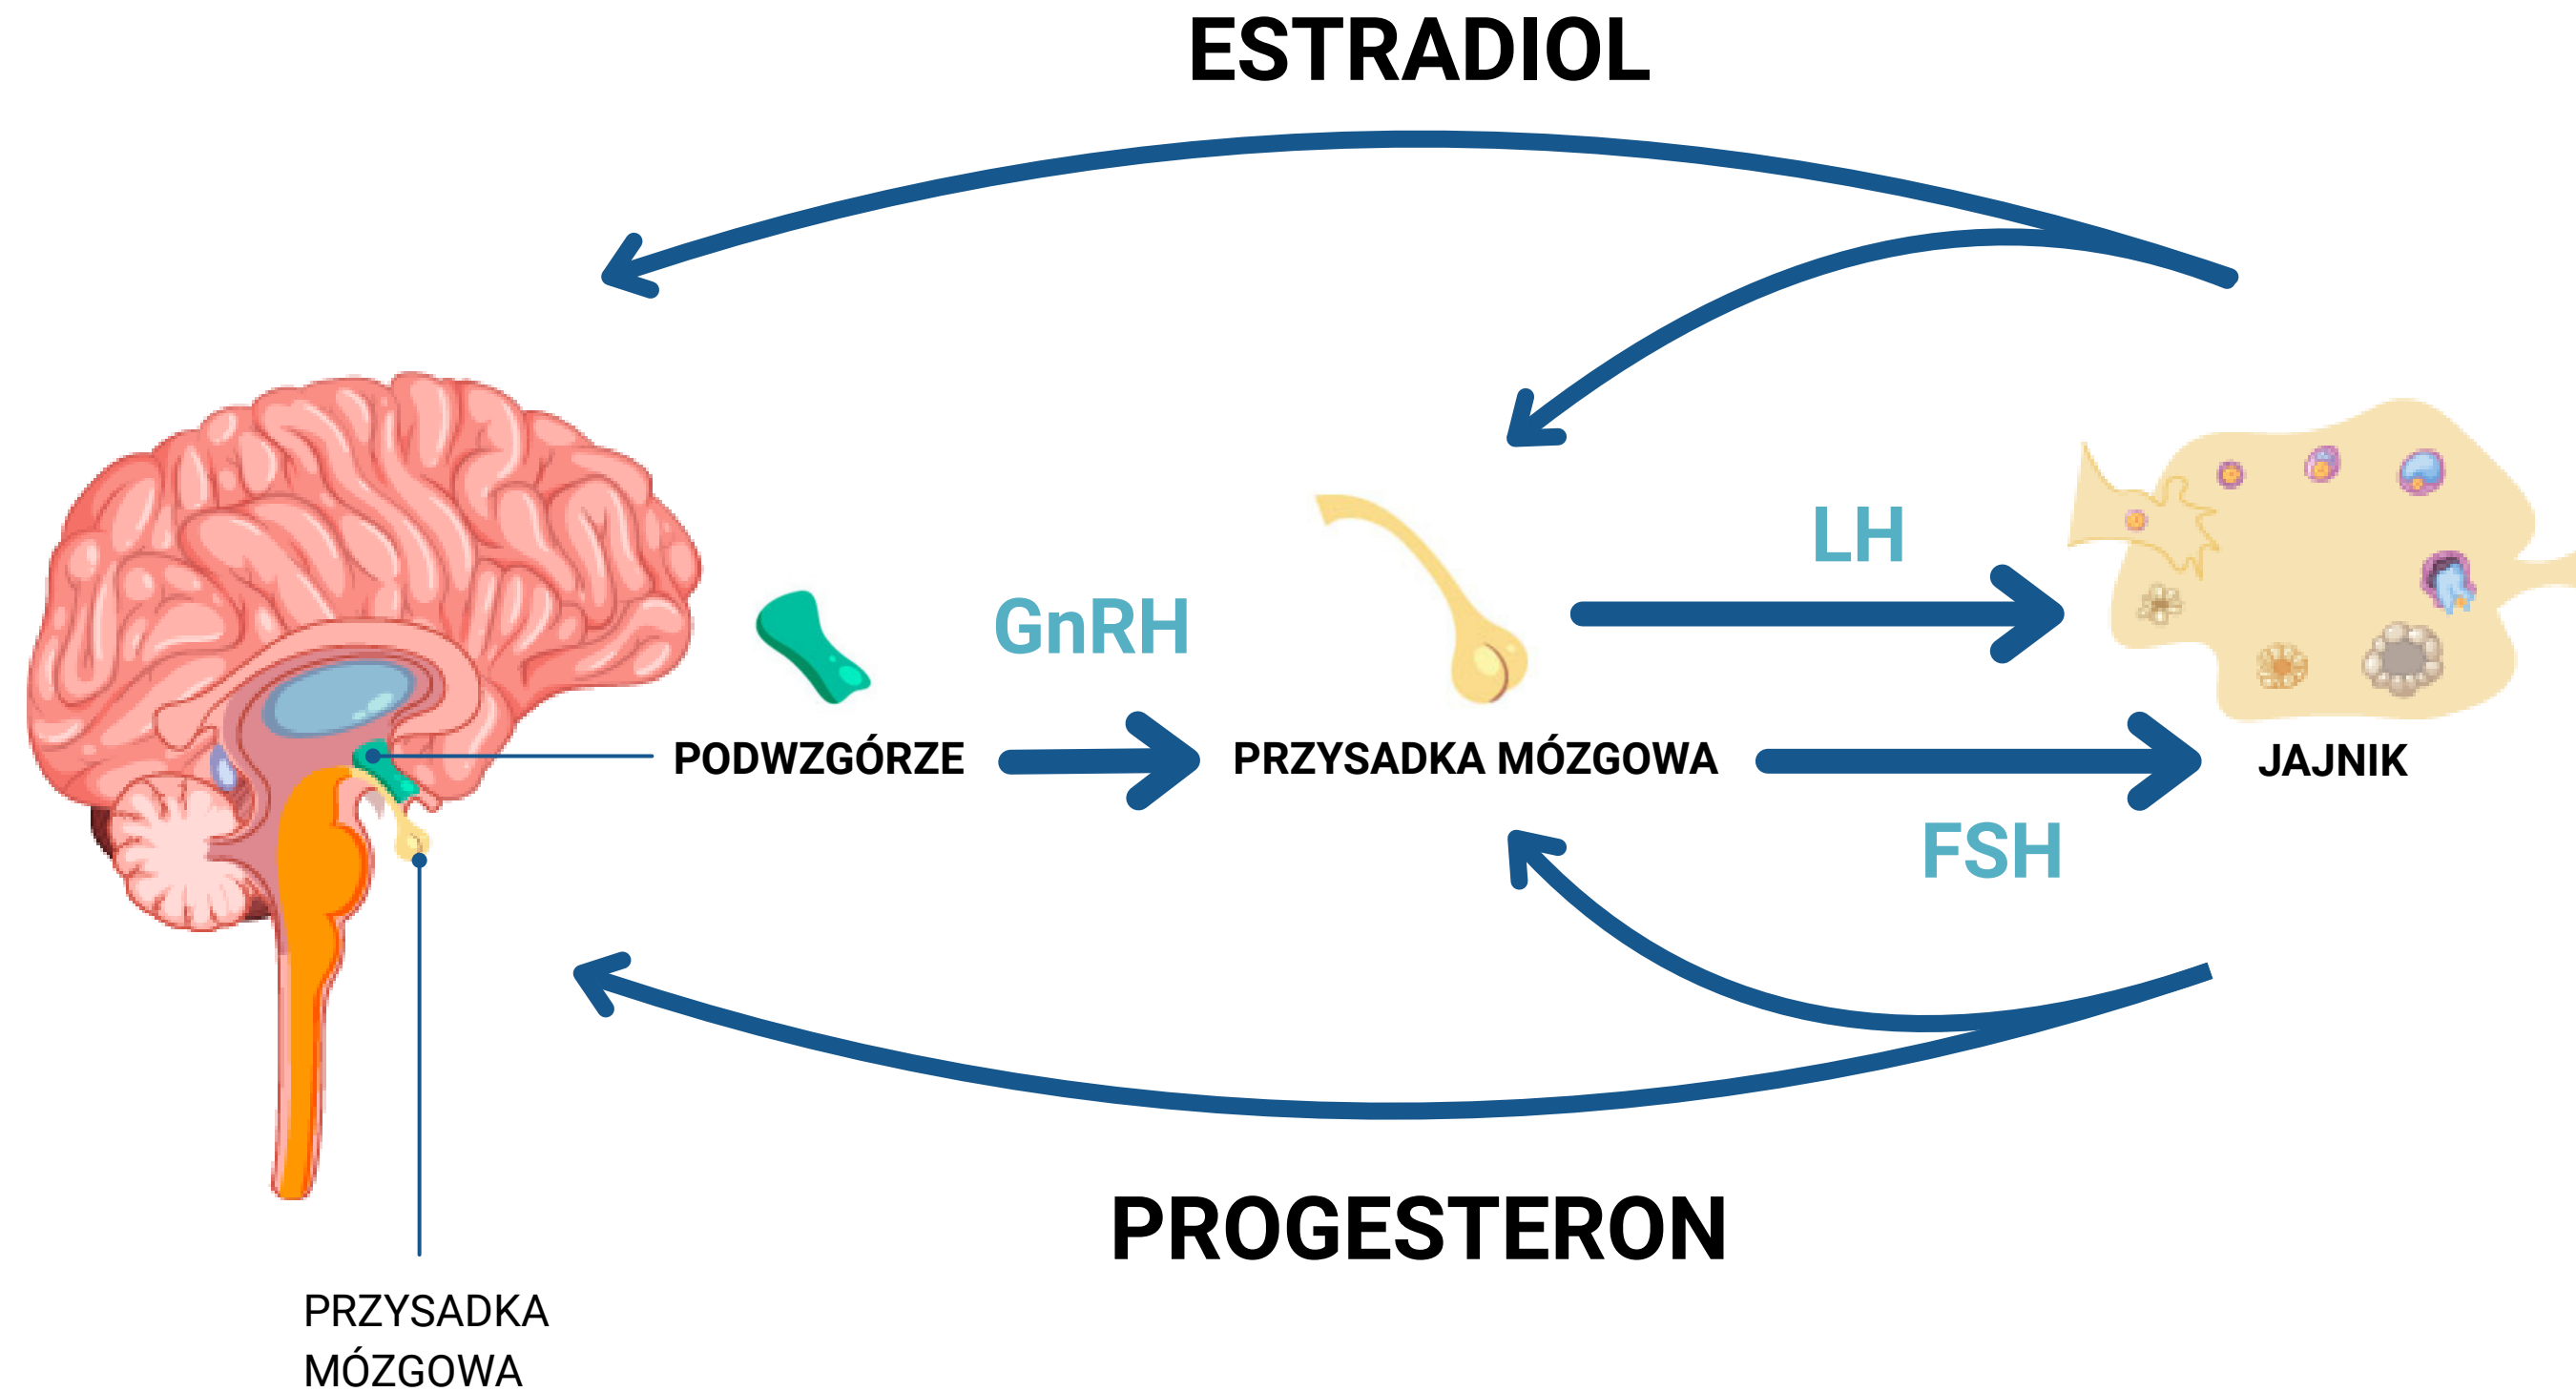 ESTRADIOL
LH
GnRH
PODWZGÓRZE
PRZYSADKA MÓZGOWA
JAJNIK
FSH
PROGESTERON
PRZYSADKA
MÓZGOWA